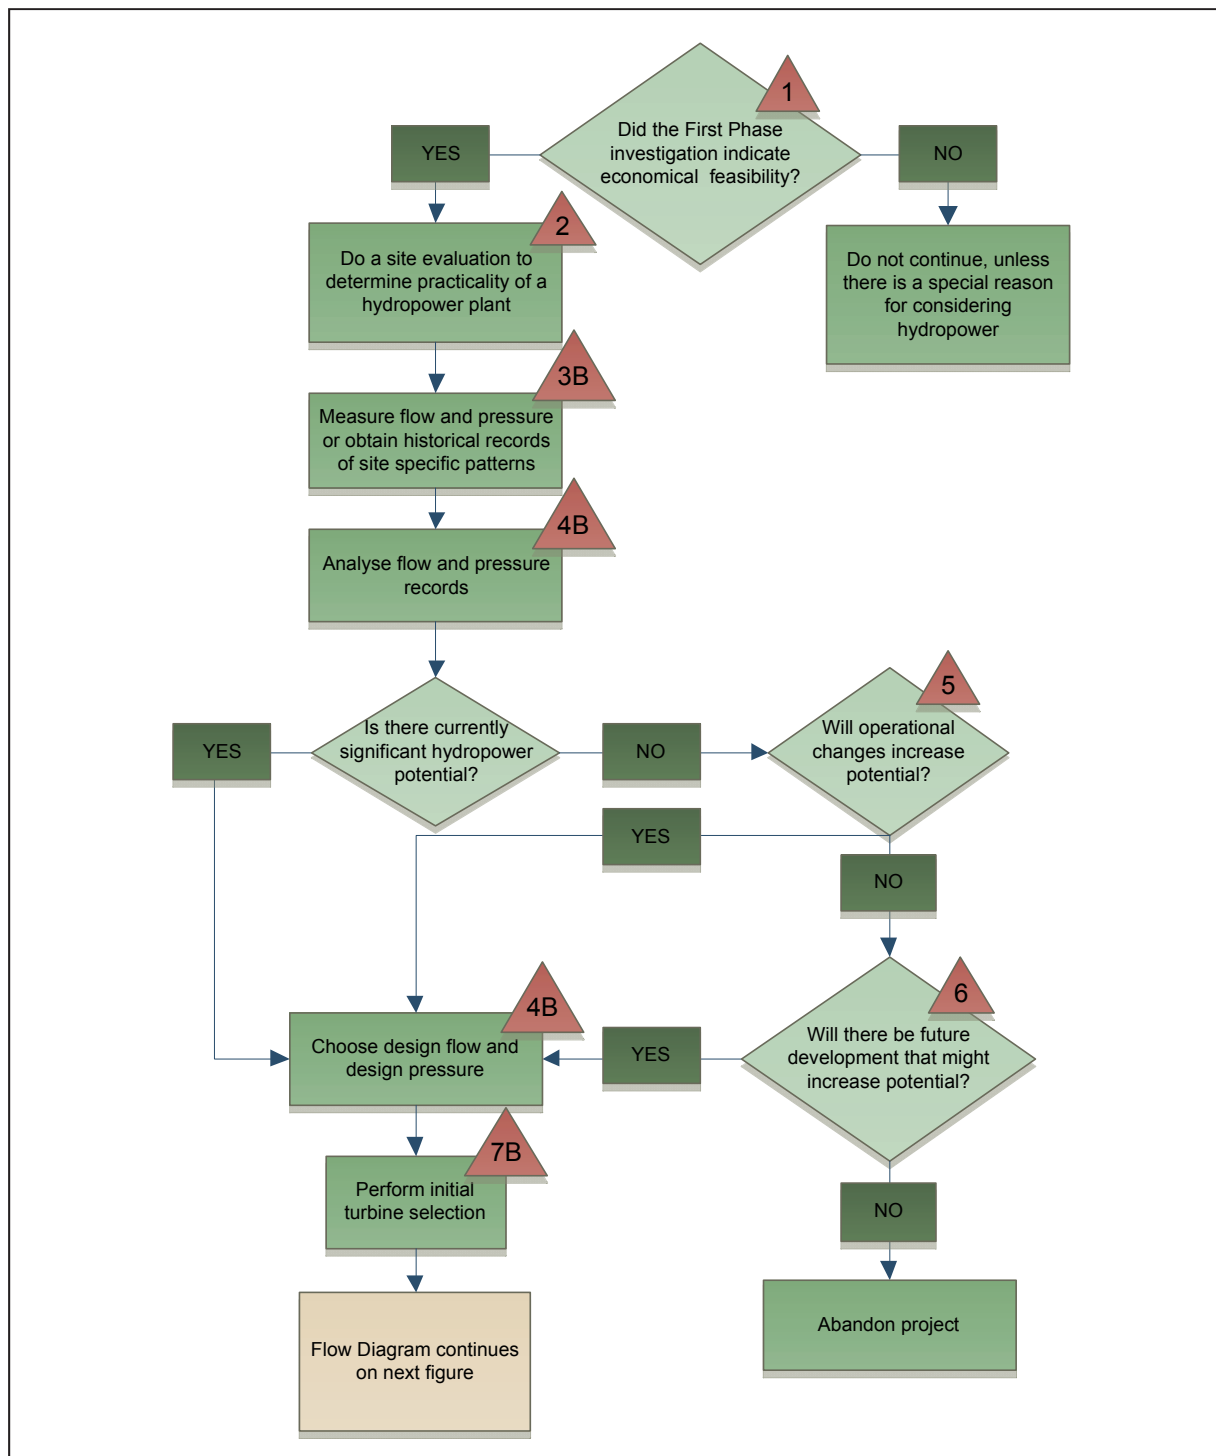 1
Did the First Phase
investigation indicate
economical feasibility?
YES
NO
2
Do a site evaluation to
determine practicality of a
hydropower plant
Do not continue, unless
there is a special reason
for considering
hydropower
3B
Measure flow and pressure
or obtain historical records
of site specific patterns
4B
Analyse flow and pressure
records
5
Is there currently
significant hydropower
potential?
YES
NO
Will operational
changes increase
potential?
YES
NO
4B
Choose design flow and
design pressure
YES
6
Will there be future
development that might
increase potential?
7B
Perform initial
turbine selection
NO
Flow Diagram continues
on next figure
Abandon project